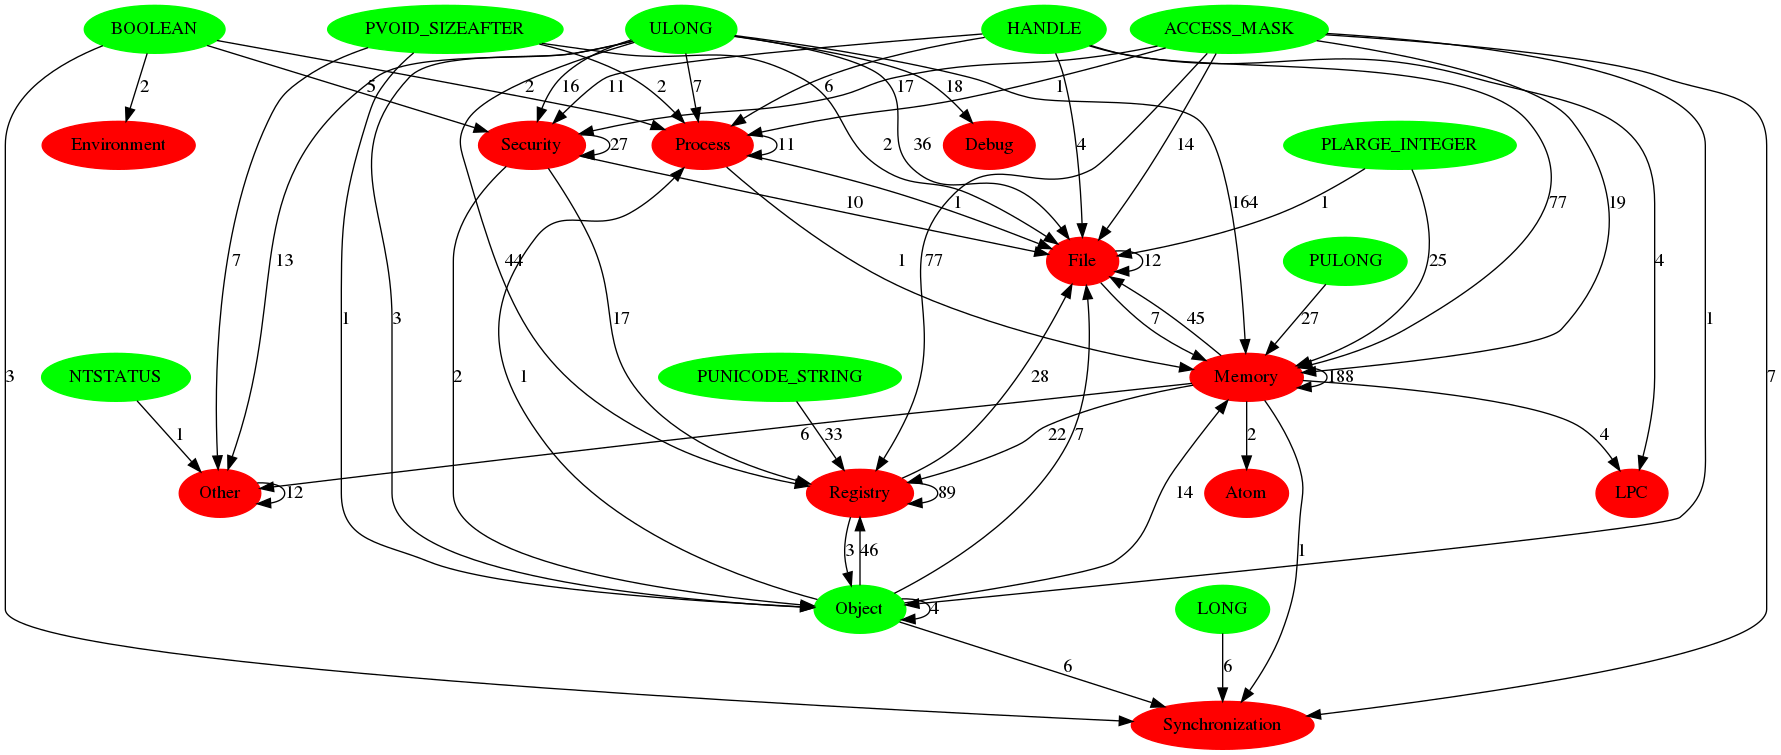 BOOLEAN PVOID_SIZEAFTER ULONG HANDLE ACCESS_MASK
2 5 2 16 2 7 11 6 17 18 1
Environment Security 27 Process 11 Debug 4 14 PLARGE_INTEGER
2 36
10 1 164 1 77 19
7 13 44 1 77 File 12 25 PULONG 4
1 3 17 7 45 27 1
3 NTSTATUS 2 1 PUNICODE_STRING 28 Memory 188 7
1 6 33 22 7 2 4
Other 12 Registry 89 14 Atom LPC
3 46 1
Object 4 LONG
6 6
Synchronization